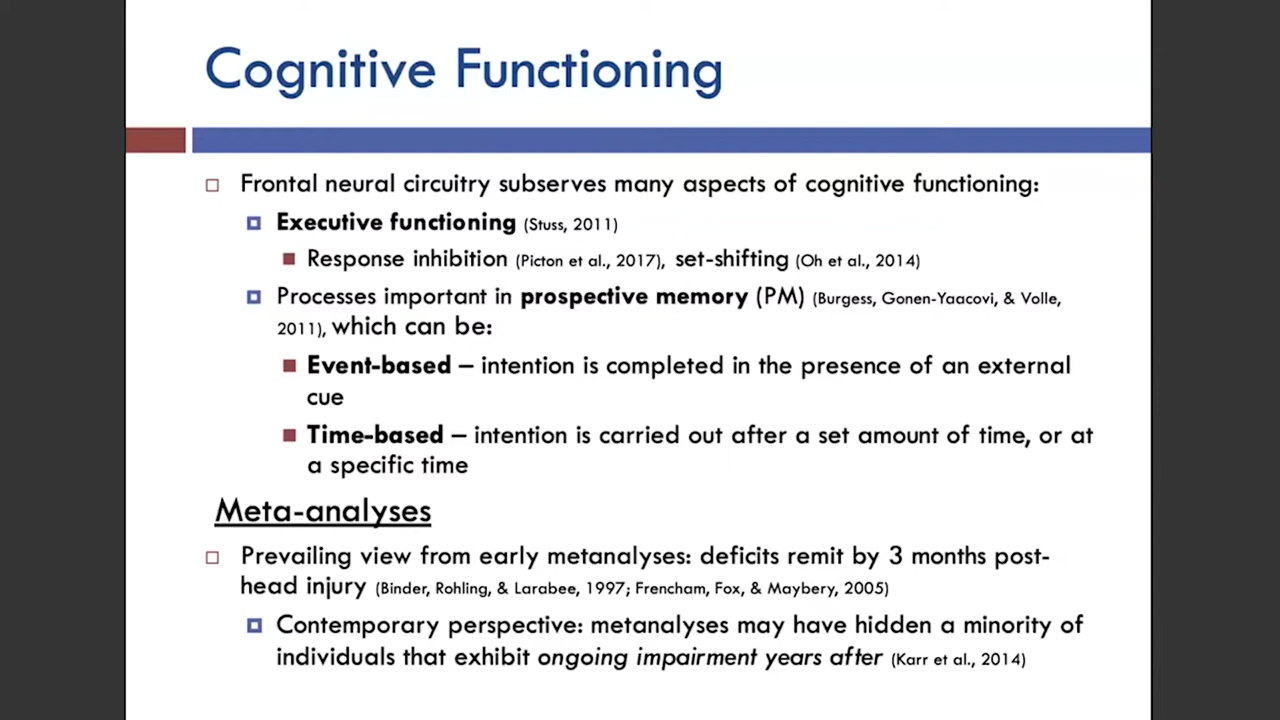 Cognitive Functioning
Frontal neural circuitry subserves many aspects of cognitive functioning:
Executive functioning (Stuss, 2011)
Response inhibition (Picton et al., 2017), set-shifting (Oh et al., 2014)
Processes important in prospective memory (PM) (Burgess, Gonen-Yaacovi, & Volle,
2011), which can be:
Event-based – intention is completed in the presence of an external
cue
Time-based – intention is carried out after a set amount of time, or at
a specific time
Meta-analyses
Prevailing view from early metanalyses: deficits remit by 3 months post-
head injury (Binder, Rohling, & Larabee, 1997; Frencham, Fox, & Maybery, 2005)
Contemporary perspective: metanalyses may have hidden a minority of
individuals that exhibit ongoing impairment years after (Karr et al., 2014)